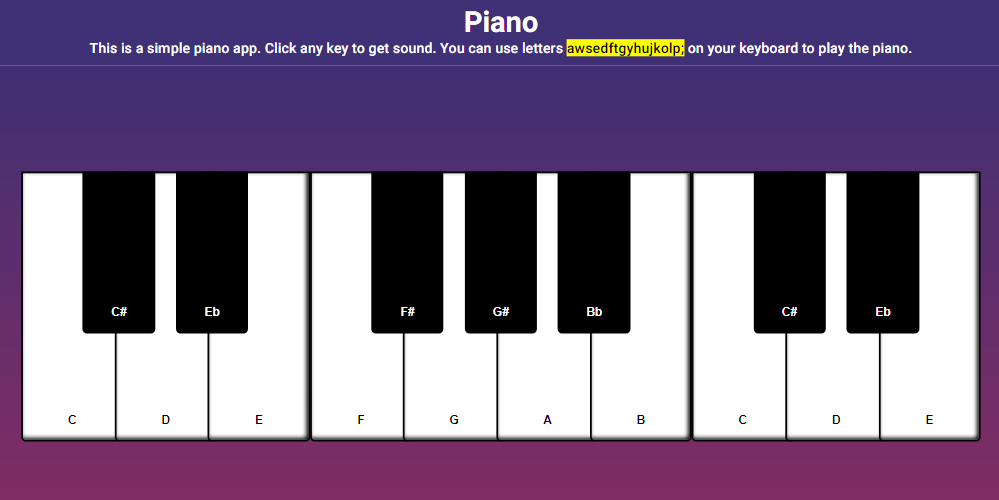 Piano
This is a simple piano app. Click any key to get sound. You can use letters awsedftgyhujkolp; on your keyboard to play the piano.
C# Eb F# G# Bb C# Eb
C D E F G A B C D E